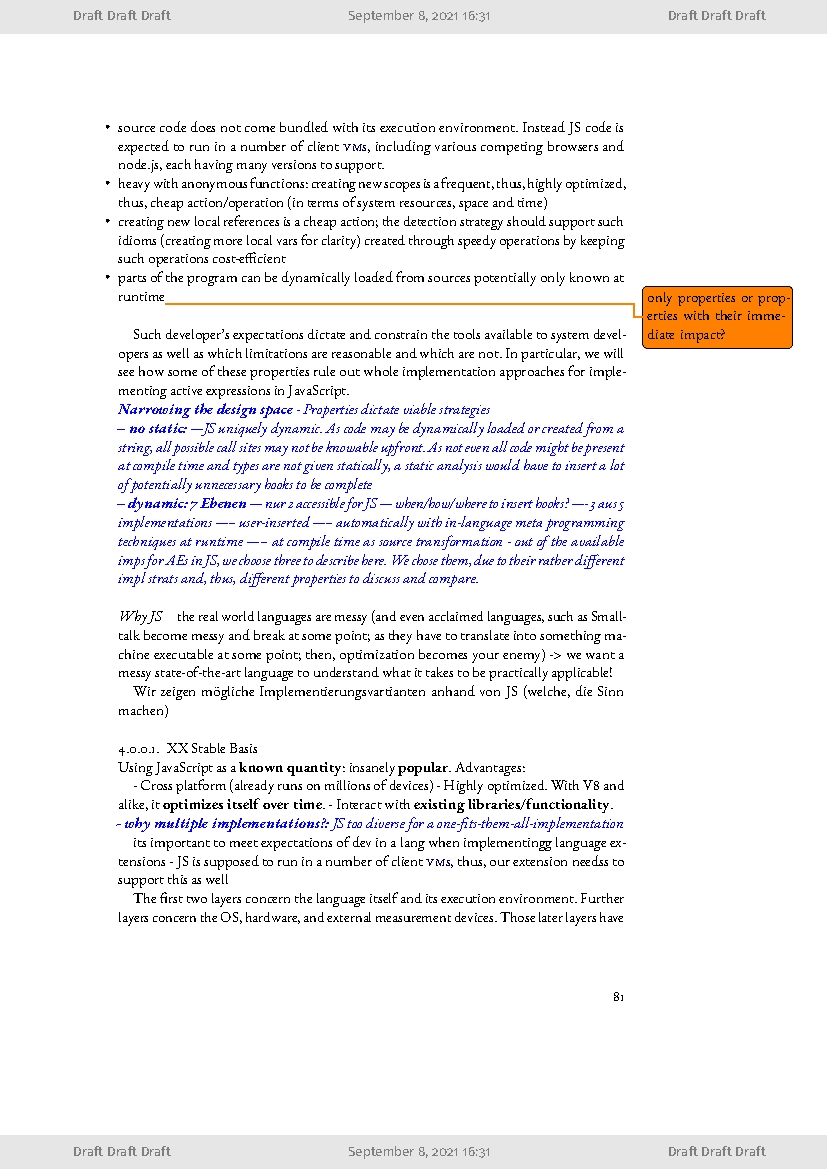 Draft Draft Draft September 8, 2021 16:31 Draft Draft Draft
• source code does not come bundled with its execution environment. Instead JS code is
expected to run in a number of client VMs, including various competing browsers and
node.js, each having many versions to support.
• heavy with anonymous functions: creating new scopes is a frequent, thus, highly optimized,
thus, cheap action/operation (in terms of system resources, space and time)
• creating new local references is a cheap action; the detection strategy should support such
idioms (creating more local vars for clarity) created through speedy operations by keeping
such operations cost-efficient
• parts of the program can be dynamically loaded from sources potentially only known at
runtime
only properties or prop-
erties with their imme-
diate impact?
Such developer's expectations dictate and constrain the tools available to system devel-
opers as well as which limitations are reasonable and which are not. In particular, we will
see how some of these properties rule out whole implementation approaches for imple-
menting active expressions in JavaScript.
Narrowing the design space - Properties dictate viable strategies
– no static: —JS uniquely dynamic. As code may be dynamically loaded or created from a
string, all possible call sites may not be knowable upfront. As not even all code might be present
at compile time and types are not given statically, a static analysis would have to insert a lot
of potentially unnecessary hooks to be complete
– dynamic: 7 Ebenen — nur 2 accessible for JS — when/how/where to insert hooks? —- 3 aus 5
implementations —– user-inserted —– automatically with in-language meta programming
techniques at runtime —– at compile time as source transformation - out of the available
imps for AEs in JS, we choose three to describe here. We chose them, due to their rather different
impl strats and, thus, different properties to discuss and compare.
Why JS the real world languages are messy (and even acclaimed languages, such as Small-
talk become messy and break at some point; as they have to translate into something ma-
chine executable at some point; then, optimization becomes your enemy) -> we want a
messy state-of-the-art language to understand what it takes to be practically applicable!
Wir zeigen mögliche Implementierungsvarianten anhand von JS (welche, die Sinn
machen)
4.0.0.1. XX Stable Basis
Using JavaScript as a known quantity: insanely popular. Advantages:
- Cross platform (already runs on millions of devices) - Highly optimized. With V8 and
alike, it optimizes itself over time. - Interact with existing libraries/functionality.
- why multiple implementations?: JS too diverse for a one-fits-them-all-implementation
its important to meet expectations of dev in a lang when implementingg language ex-
tensions - JS is supposed to run in a number of client VMs, thus, our extension needss to
support this as well
The first two layers concern the language itself and its execution environment. Further
layers concern the OS, hardware, and external measurement devices. Those later layers have
81
Draft Draft Draft September 8, 2021 16:31 Draft Draft Draft